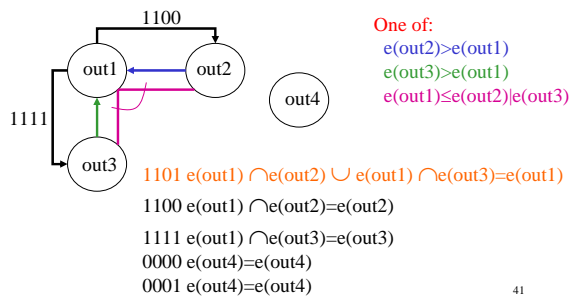 1100
One of:
e(out2)>e(out1)
e(out3)>e(out1)
e(out1)≤e(out2)|e(out3)
out1
out2
out4
1111
out3
1101 e(out1) ∩e(out2) ∪ e(out1) ∩e(out3)=e(out1)
1100 e(out1) ∩e(out2)=e(out2)
1111 e(out1) ∩e(out3)=e(out3)
0000 e(out4)=e(out4)
0001 e(out4)=e(out4)
41